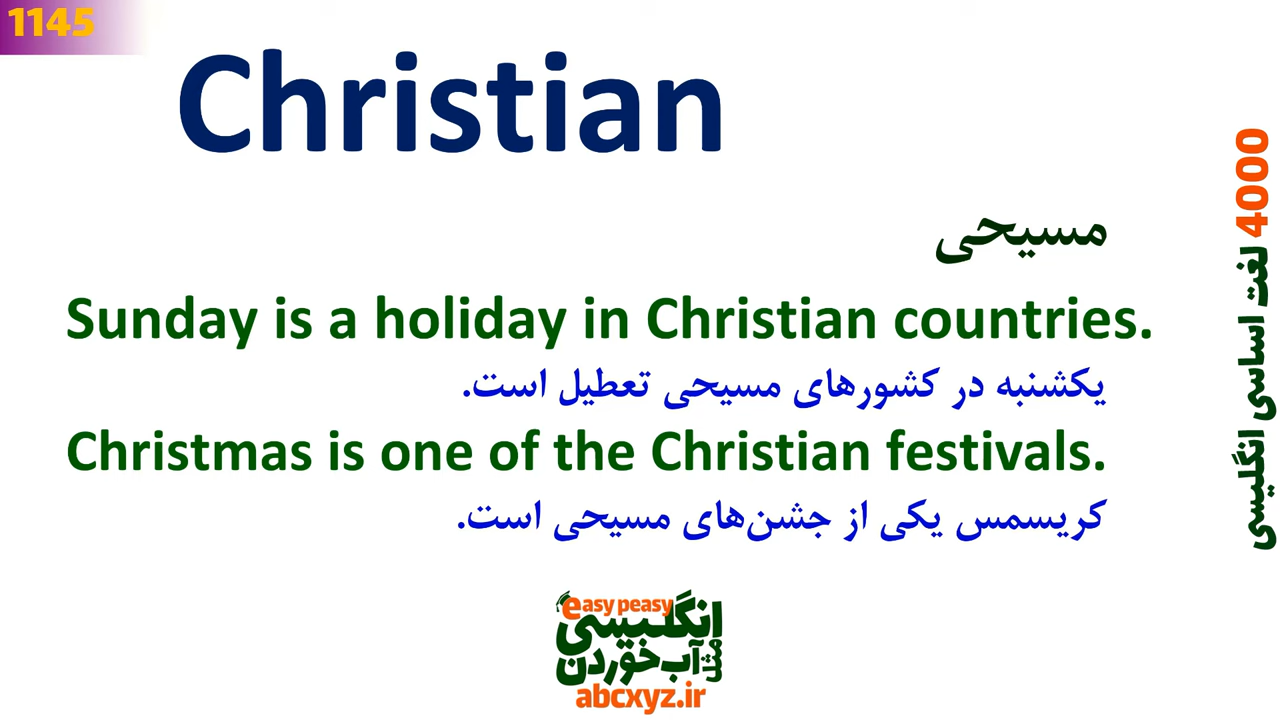 1145
Christian
مسیحی
Sunday is a holiday in Christian countries.
یکشنبه در کشورهای مسیحی تعطیل است.
Christmas is one of the Christian festivals.
کریسمس یکی از جشن‌های مسیحی است.
4000 لغت اساسی انگلیسی
easy peasy
انگلیسی
مثل آب خوردن
abcxyz.ir